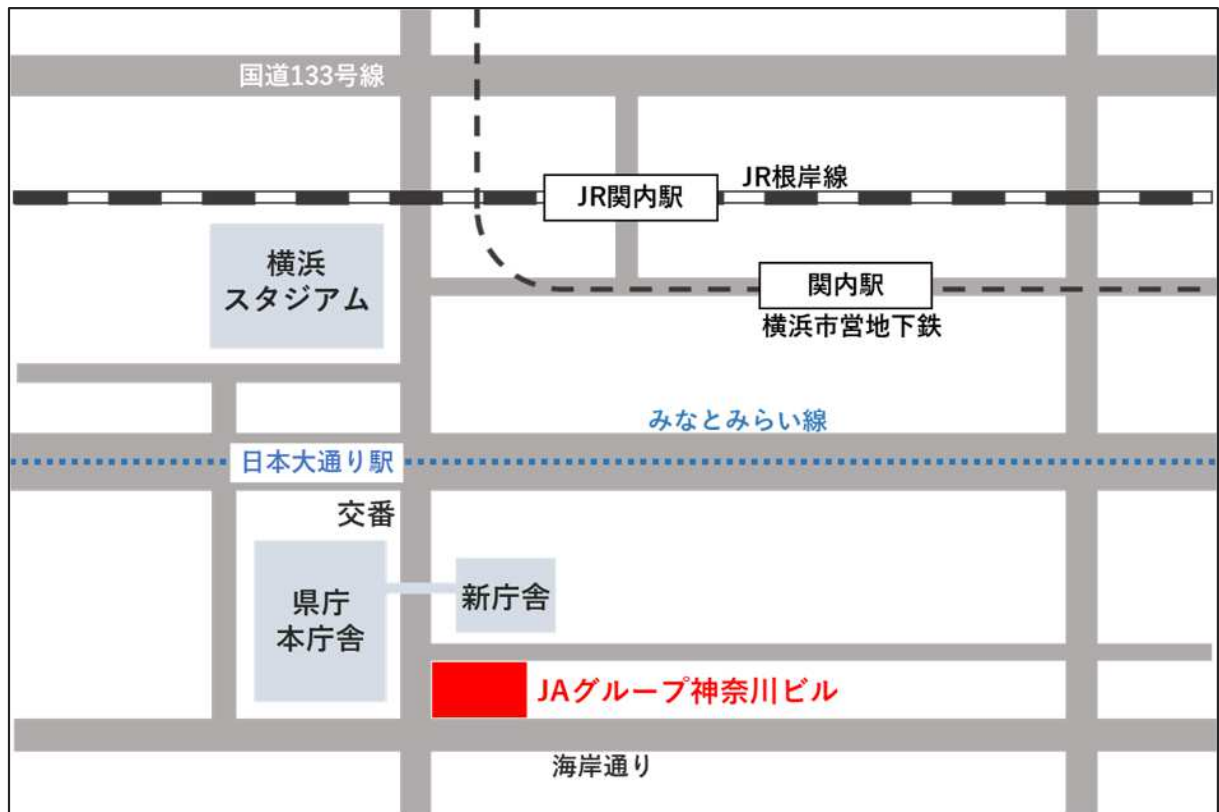 国道133号線
JR根岸線
JR関内駅
横浜
スタジアム
関内駅
横浜市営地下鉄
みなとみらい線
日本大通り駅
交番
県庁
本庁舎
新庁舎
JAグループ神奈川ビル
海岸通り